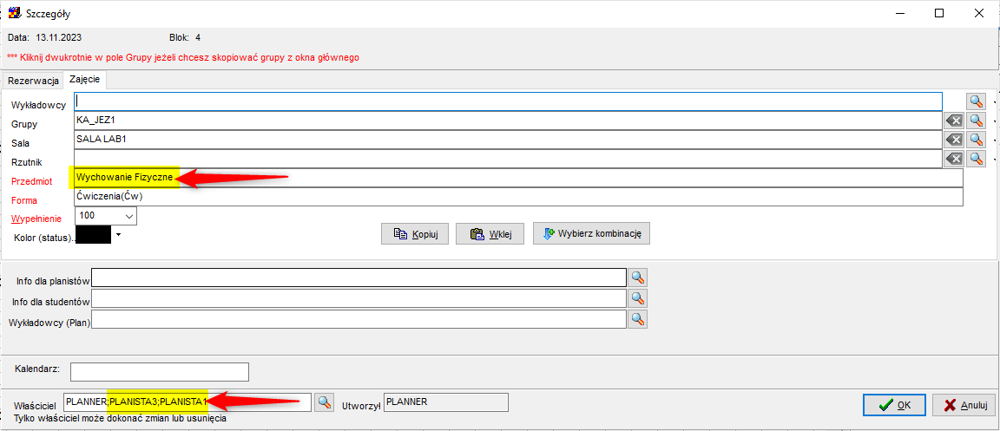 Szczegóły
Data: 13.11.2023 Blok: 4
*** Kliknij dwukrotnie w pole Grupy jeżeli chcesz skopiować grupy z okna głównego
Rezerwacja Zajęcie
Wykładowcy
Grupy KA_JEZ1
Sala SALA LAB1
Rzutnik
Przedmiot Wychowanie Fizyczne
Forma Ćwiczenia(Ćw)
Wypełnienie 100
Kolor (status)..
Kopiuj Wklej Wybierz kombinację
Info dla planistów
Info dla studentów
Wykładowcy (Plan)
Kalendarz:
Właściciel PLANNER;PLANISTA3;PLANISTA1 Utworzył PLANNER OK Anuluj
Tylko właściciel może dokonać zmian lub usunięcia